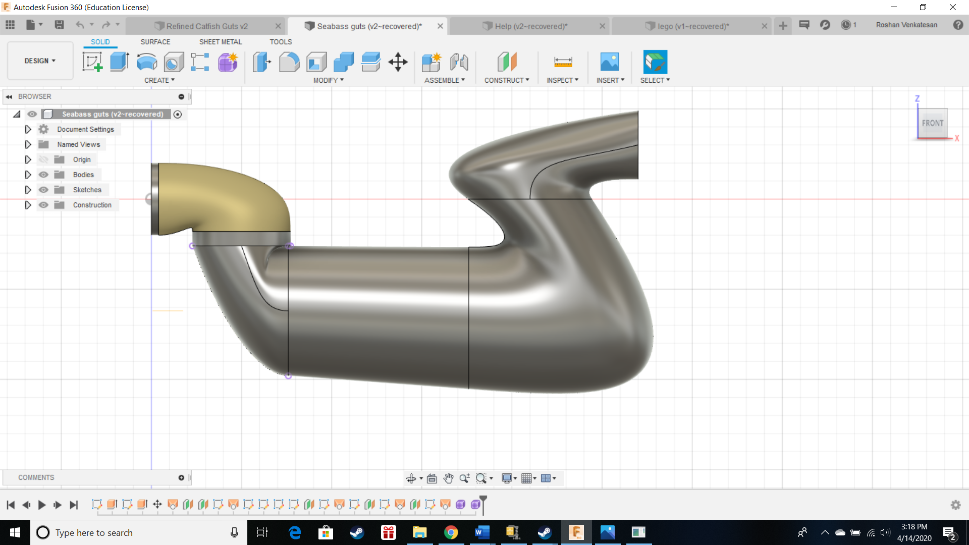 Autodesk Fusion 360 (Education License)
Refined Catfish Guts v2
Seabass guts (v2~recovered)*
Help (v2~recovered)*
lego (v1~recovered)*
1
Roshan Venkatesan
SOLID
SURFACE
SHEET METAL
TOOLS
DESIGN
CREATE
MODIFY
ASSEMBLE
CONSTRUCT
INSPECT
INSERT
SELECT
BROWSER
Seabass guts (v2~recovered)
Document Settings
Named Views
Origin
Bodies
Sketches
Construction
Z
FRONT
X
COMMENTS
Type here to search
3:18 PM
4/14/2020
2